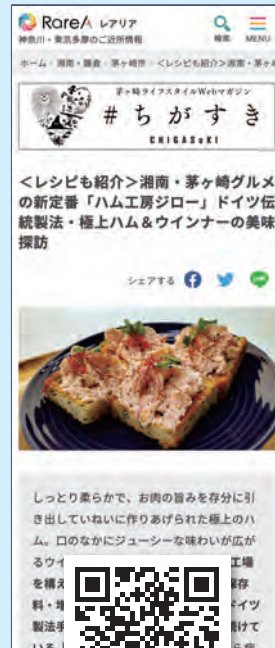 RareA レアリア
神奈川・東京多摩のご近所情報
検索
MENU
ホーム 湘南・鎌倉 茅ヶ崎市 <レシピも紹介>湘南・茅ヶ
茅ヶ崎ライフスタイルWebマガジン
#ちがすき
CHIGASuKI
<レシピも紹介>湘南・茅ヶ崎グルメ
の新定番「ハム工房ジロー」ドイツ伝
統製法・極上ハム&ウインナーの美味
探訪
シェアする
しっとり柔らかで、お肉の旨みを存分に引
き出していねいに作りあげられた極上のハ
ム。口のなかにジューシーな味わいが広が
るウイ 工場
を構え 保存
料・増 ドイツ
製法手 続けて
いる